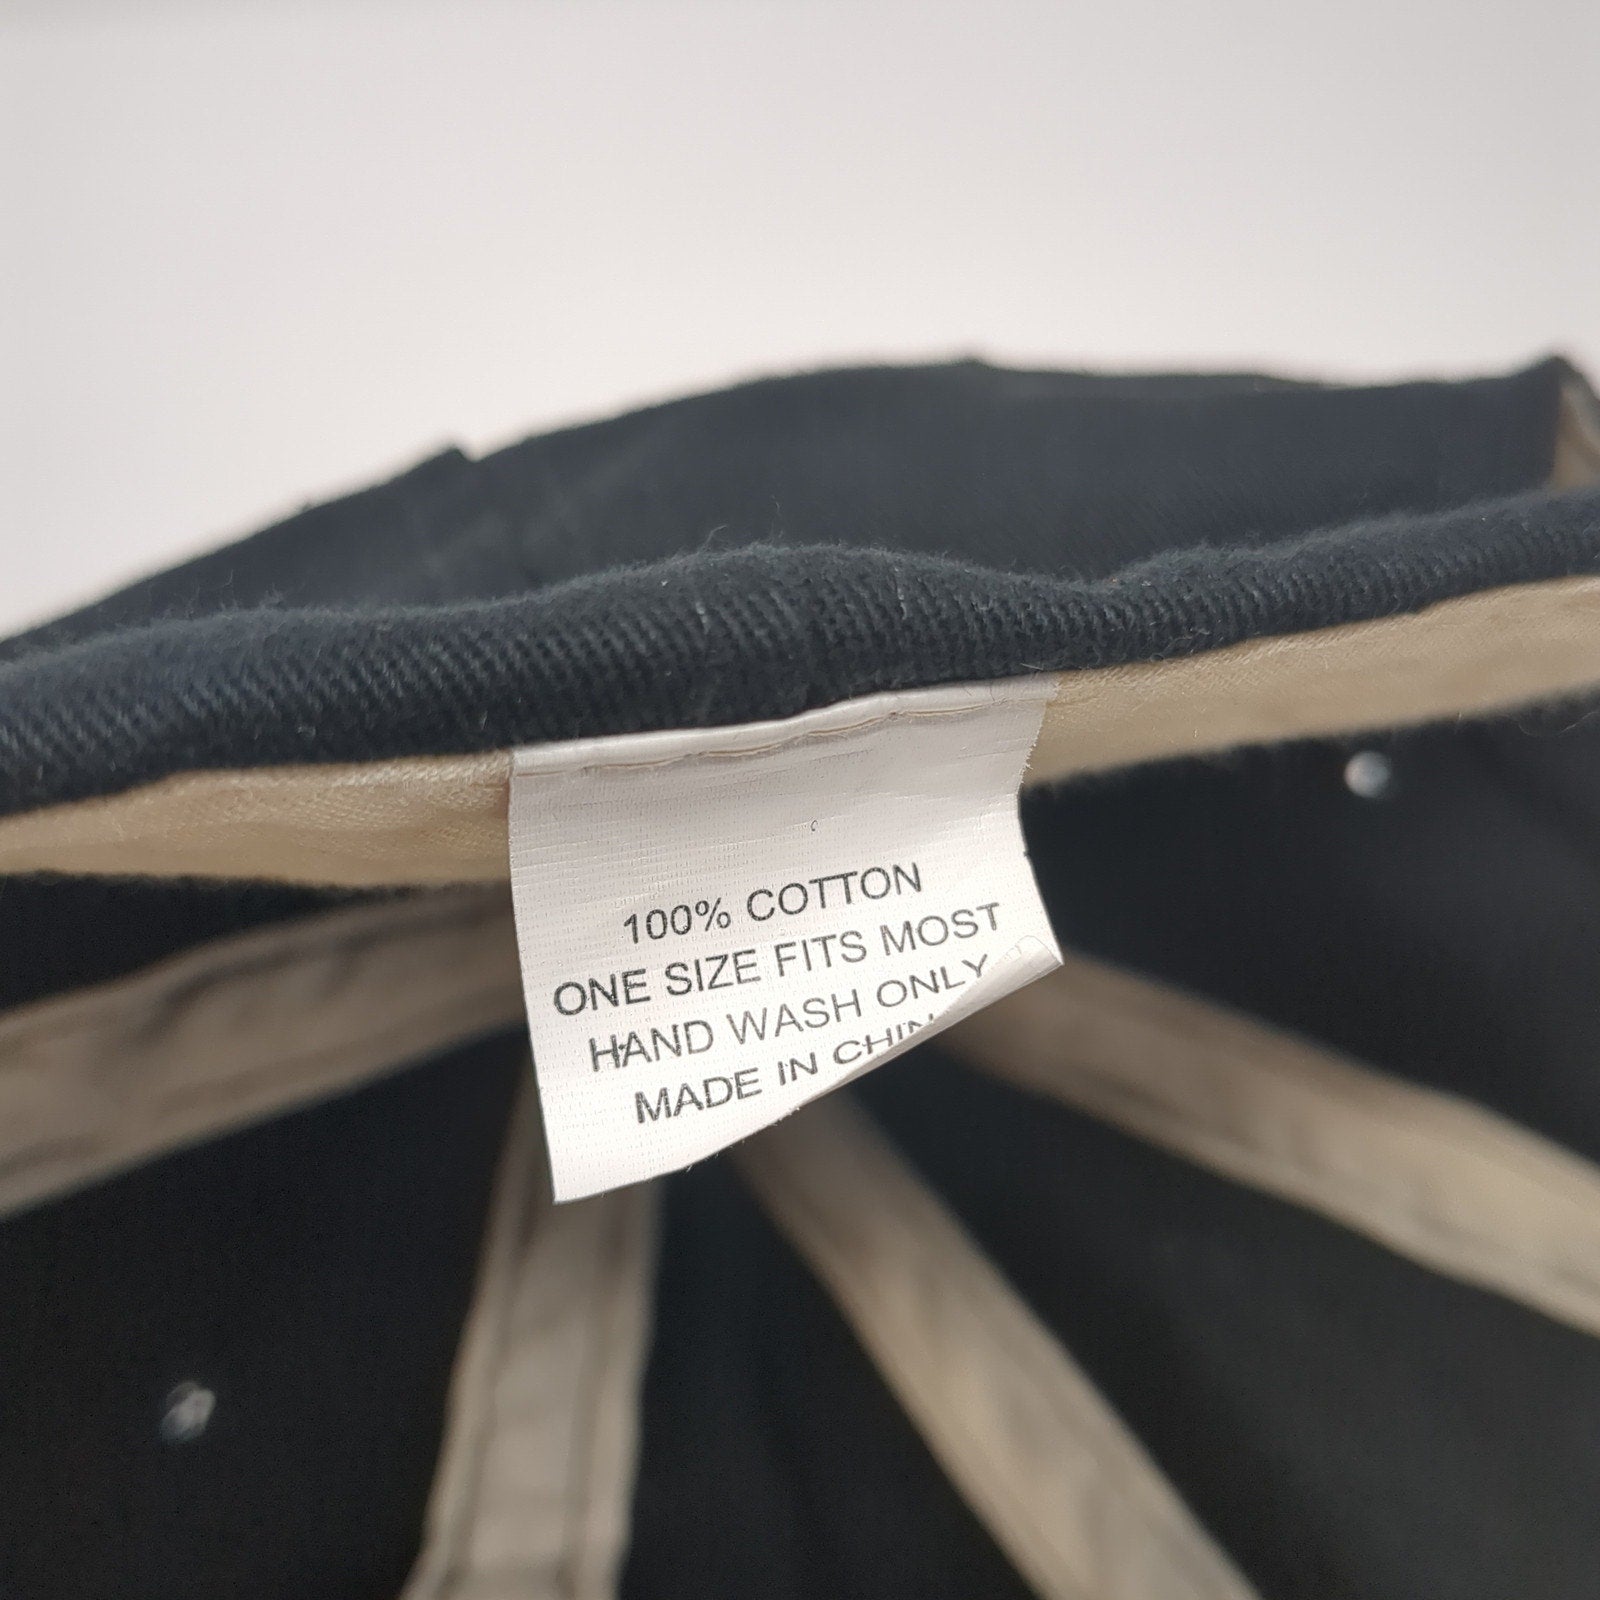 100% COTTON
ONE SIZE FITS MOST
HAND WASH ONLY
MADE IN CHIN